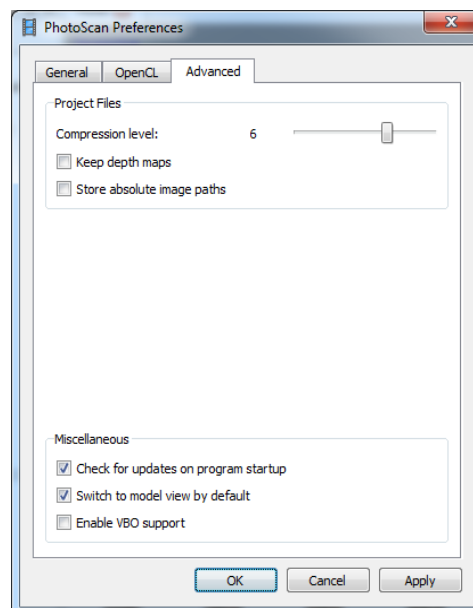 PhotoScan Preferences
General OpenCL Advanced
Project Files
Compression level: 6
Keep depth maps
Store absolute image paths
Miscellaneous
Check for updates on program startup
Switch to model view by default
Enable VBO support
OK Cancel Apply